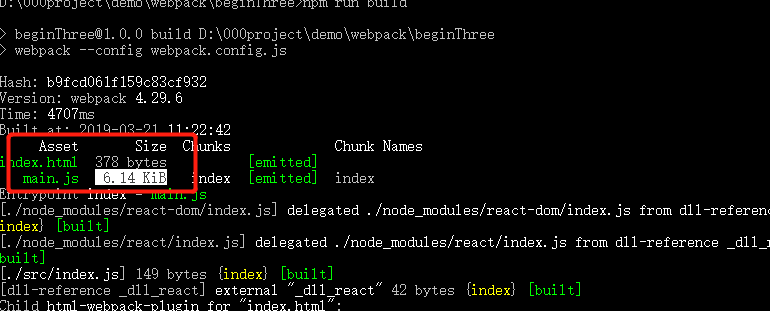 D:\000project\demo\webpack\beginThree>npm run build
> beginThree@1.0.0 build D:\000project\demo\webpack\beginThree
> webpack --config webpack.config.js
Hash: b9fcd061f159c83cf932
Version: webpack 4.29.6
Time: 4707ms
Built at: 2019-03-21 11:22:42
Asset Size Chunks Chunk Names
index.html 378 bytes [emitted]
main.js 6.14 KiB index [emitted] index
Entrypoint index = main.js
[./node_modules/react-dom/index.js] delegated ./node_modules/react-dom/index.js from dll-reference
index} [built]
[./node_modules/react/index.js] delegated ./node_modules/react/index.js from dll-reference _dll_r
built]
[./src/index.js] 149 bytes {index} [built]
[dll-reference _dll_react] external "_dll_react" 42 bytes {index} [built]
Child html-webpack-plugin for "index.html":